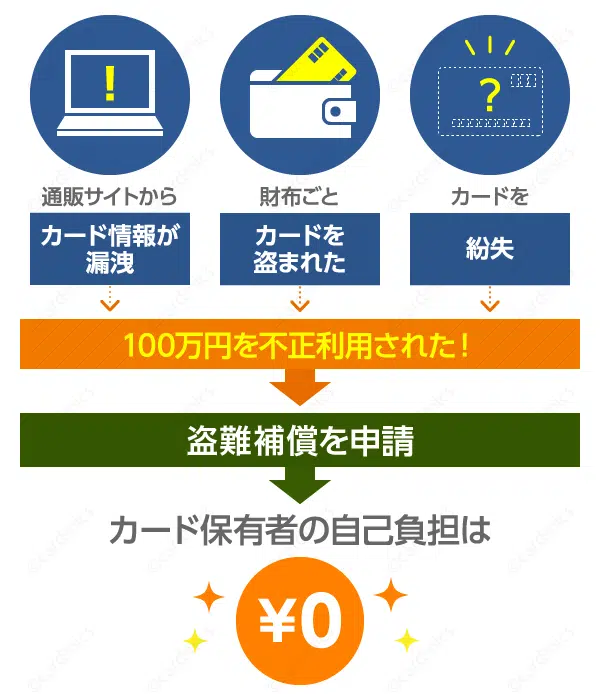 !
?
通販サイトから
財布ごと
カードを
カード情報が
漏洩
カードを
盗まれた
紛失
100万円を不正利用された!
盗難補償を申請
カード保有者の自己負担は
¥0
©cardmics